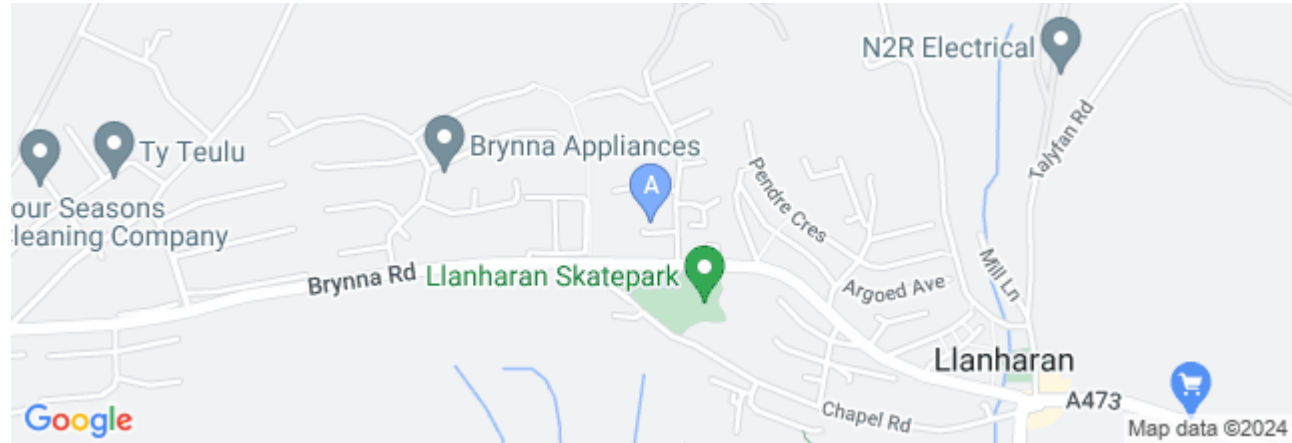 N2R Electrical
Talyfan Rd
Ty Teulu
Brynna Appliances
A
Pendre Cres
our Seasons
leaning Company
Brynna Rd
Llanharan Skatepark
Argoed Ave
Mill Ln
Llanharan
A473
Chapel Rd
Google
Map data ©2024